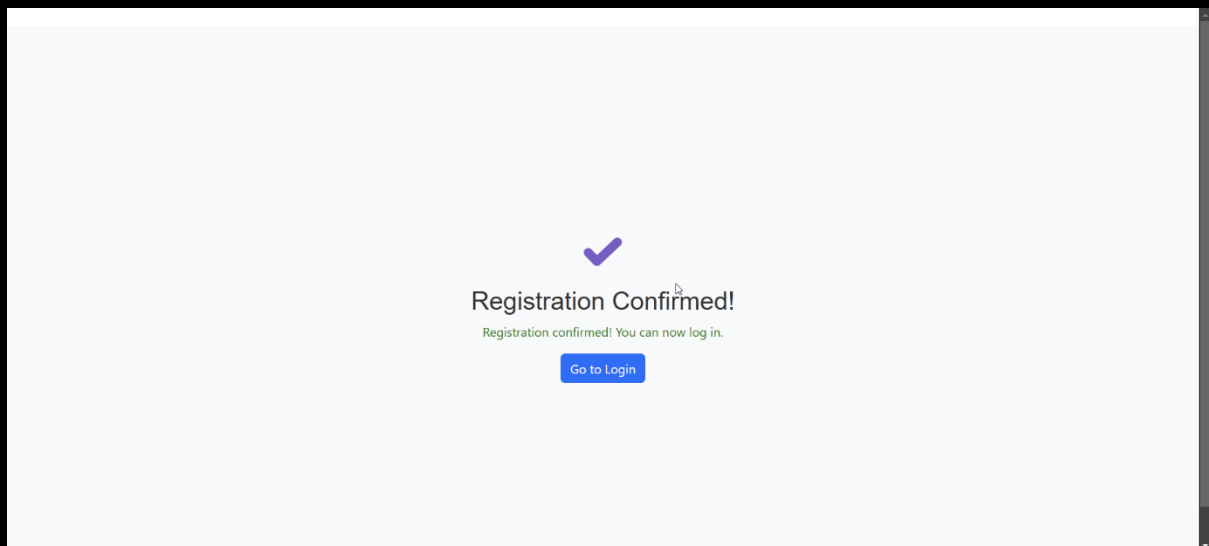 Registration Confirmed!
Registration confirmed! You can now log in.
Go to Login